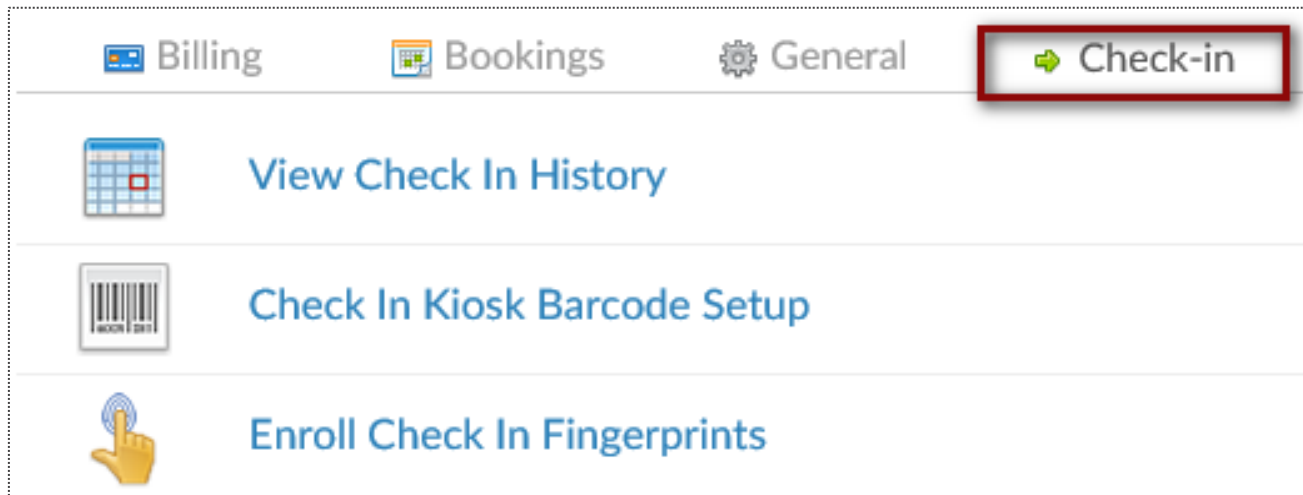 Billing Bookings General Check-in
View Check In History
Check In Kiosk Barcode Setup
Enroll Check In Fingerprints